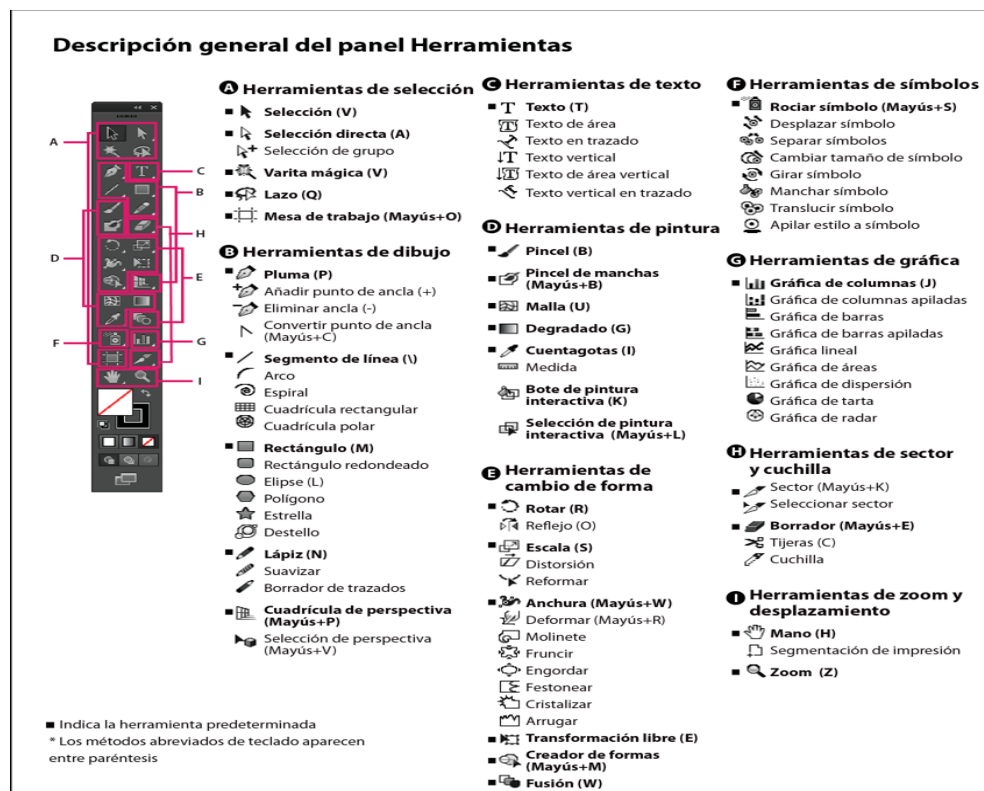 Descripción general del panel Herramientas
A
B
C
D
E
F
G
H
I
A Herramientas de selección
Selección (V)
Selección directa (A)
Selección de grupo
Varita mágica (V)
Lazo (Q)
Mesa de trabajo (Mayús+O)
B Herramientas de dibujo
Pluma (P)
Añadir punto de ancla (+)
Eliminar ancla (-)
Convertir punto de ancla
(Mayús+C)
Segmento de línea (\)
Arco
Espiral
Cuadrícula rectangular
Cuadrícula polar
Rectángulo (M)
Rectángulo redondeado
Elipse (L)
Polígono
Estrella
Destello
Lápiz (N)
Suavizar
Borrador de trazados
Cuadrícula de perspectiva
(Mayús+P)
Selección de perspectiva
(Mayús+V)
C Herramientas de texto
T Texto (T)
Texto de área
Texto en trazado
Texto vertical
Texto de área vertical
Texto vertical en trazado
D Herramientas de pintura
Pincel (B)
Pincel de manchas
(Mayús+B)
Malla (U)
Degradado (G)
Cuentagotas (I)
Medida
Bote de pintura
interactiva (K)
Selección de pintura
interactiva (Mayús+L)
E Herramientas de
cambio de forma
Rotar (R)
Reflejo (O)
Escala (S)
Distorsión
Reformar
Anchura (Mayús+W)
Deformar (Mayús+R)
Molinete
Fruncir
Engordar
Festonear
Cristalizar
Arrugar
Transformación libre (E)
Creador de formas
(Mayús+M)
Fusión (W)
F Herramientas de símbolos
Rociar símbolo (Mayús+S)
Desplazar símbolo
Separar símbolos
Cambiar tamaño de símbolo
Girar símbolo
Manchar símbolo
Translucir símbolo
Apilar estilo a símbolo
G Herramientas de gráfica
Gráfica de columnas (J)
Gráfica de columnas apiladas
Gráfica de barras
Gráfica de barras apiladas
Gráfica lineal
Gráfica de áreas
Gráfica de dispersión
Gráfica de tarta
Gráfica de radar
H Herramientas de sector
y cuchilla
Sector (Mayús+K)
Seleccionar sector
Borrador (Mayús+E)
Tijeras (C)
Cuchilla
I Herramientas de zoom y
desplazamiento
Mano (H)
Segmentación de impresión
Zoom (Z)
■ Indica la herramienta predeterminada
* Los métodos abreviados de teclado aparecen
entre paréntesis